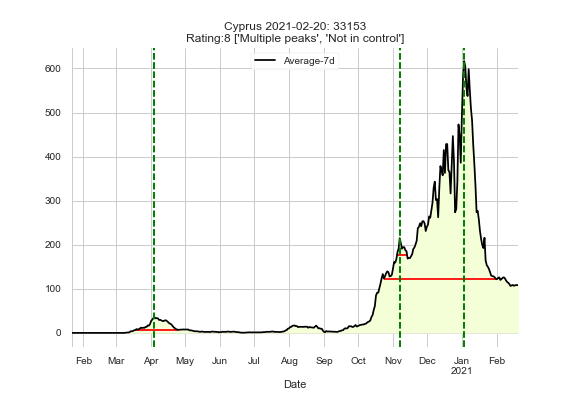 Cyprus 2021-02-20: 33153
Rating:8 ['Multiple peaks', 'Not in control']
Average-7d
600
500
400
300
200
100
0
Feb Mar Apr May Jun Jul Aug Sep Oct Nov Dec Jan Feb
2021
Date